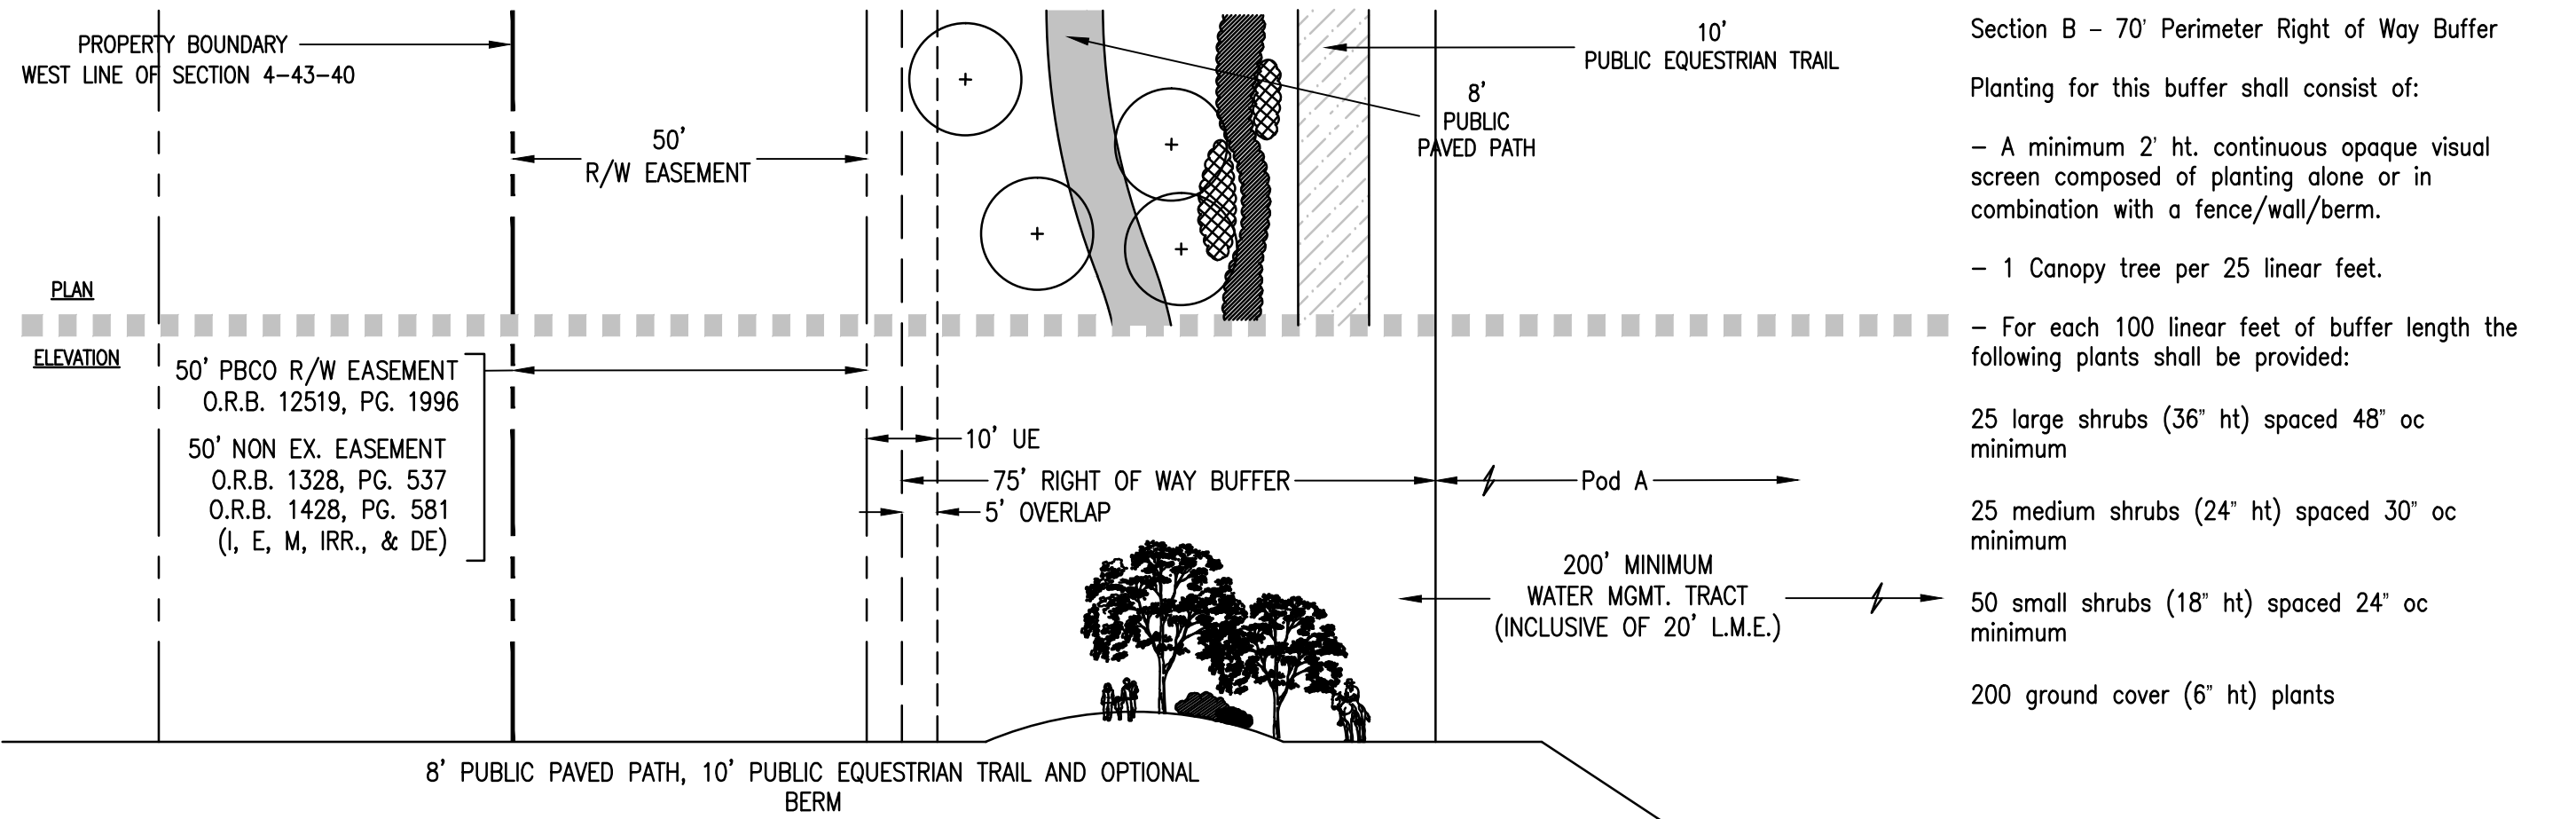 PROPERTY BOUNDARY
WEST LINE OF SECTION 4-43-40
50'
R/W EASEMENT
10'
PUBLIC EQUESTRIAN TRAIL
8'
PUBLIC
PAVED PATH
PLAN
ELEVATION
50' PBCO R/W EASEMENT
O.R.B. 12519, PG. 1996
50' NON EX. EASEMENT
O.R.B. 1328, PG. 537
O.R.B. 1428, PG. 581
(I, E, M, IRR., & DE)
10' UE
75' RIGHT OF WAY BUFFER
Pod A
5' OVERLAP
200' MINIMUM
WATER MGMT. TRACT
(INCLUSIVE OF 20' L.M.E.)
8' PUBLIC PAVED PATH, 10' PUBLIC EQUESTRIAN TRAIL AND OPTIONAL
BERM
Section B - 70' Perimeter Right of Way Buffer
Planting for this buffer shall consist of:
- A minimum 2' ht. continuous opaque visual
screen composed of planting alone or in
combination with a fence/wall/berm.
- 1 Canopy tree per 25 linear feet.
- For each 100 linear feet of buffer length the
following plants shall be provided:
25 large shrubs (36" ht) spaced 48" oc
minimum
25 medium shrubs (24" ht) spaced 30" oc
minimum
50 small shrubs (18" ht) spaced 24" oc
minimum
200 ground cover (6" ht) plants